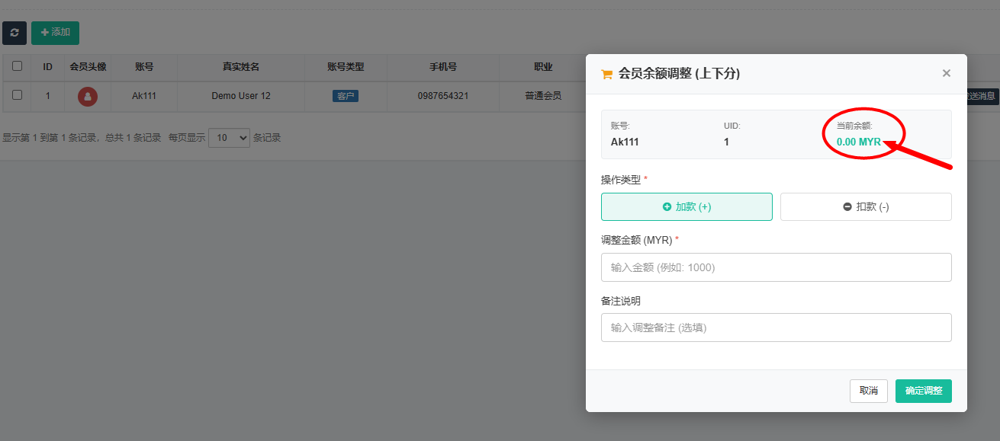 添加
ID 会员头像 账号 真实姓名 账号类型 手机号 职业
1 Ak111 Demo User 12 客户 0987654321 普通会员
送消息
显示第 1 到第 1 条记录，总共 1 条记录 每页显示 10 条记录
会员余额调整 (上下分)
×
账号: UID: 当前余额:
Ak111 1 0.00 MYR
操作类型 *
加款 (+) 扣款 (-)
调整金额 (MYR) *
输入金额 (例如: 1000)
备注说明
输入调整备注 (选填)
取消 确定调整